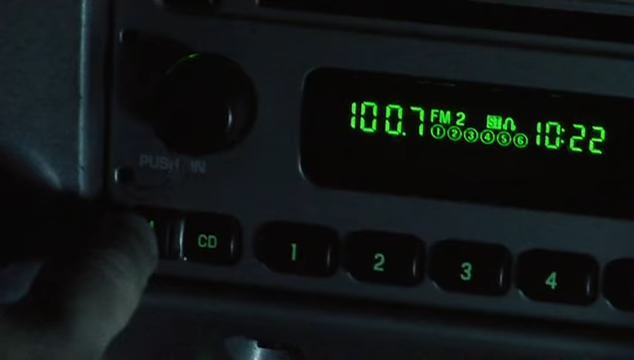 100.7 FM 2 ST 10:22
① ② ③ ④ ⑤ ⑥
PUSH IN
CD 1 2 3 4